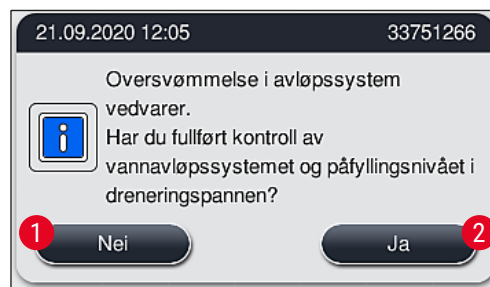 21.09.2020 12:05 33751266
Oversvømmelse i avløpssystem
vedvarer.
Har du fullført kontroll av
vannavløpssystemet og påfyllingsnivået i
dreneringspannen?
1 Nei Ja 2